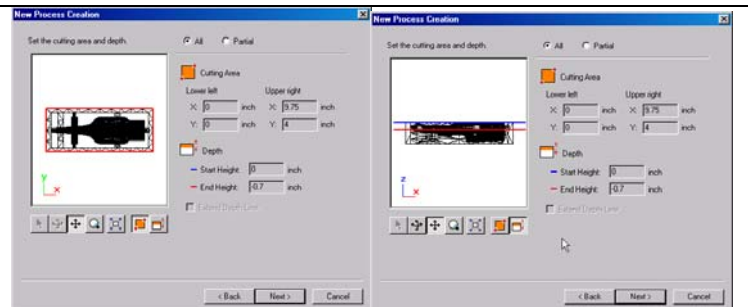 New Process Creation
Set the cutting area and depth.
All Partial
Cutting Area
Lower left Upper right
X: 0 inch X: 9.75 inch
Y: 0 inch Y: 4 inch
Depth
Start Height: 0 inch
End Height: -0.7 inch
Extend Depth Limit
Y
X
< Back Next > Cancel
New Process Creation
Set the cutting area and depth.
All Partial
Cutting Area
Lower left Upper right
X: 0 inch X: 9.75 inch
Y: 0 inch Y: 4 inch
Depth
Start Height: 0 inch
End Height: -0.7 inch
Z
X
< Back Next > Cancel